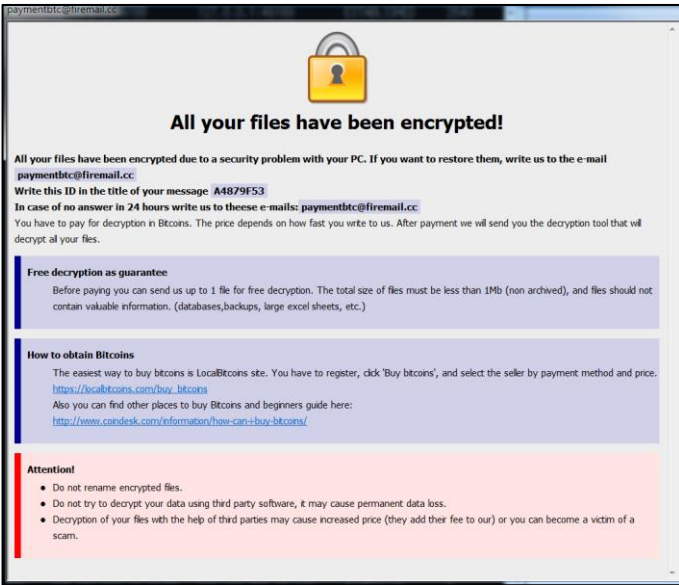 paymentbtc@firemail.cc
All your files have been encrypted!
All your files have been encrypted due to a security problem with your PC. If you want to restore them, write us to the e-mail
paymentbtc@firemail.cc
Write this ID in the title of your message A4879F53
In case of no answer in 24 hours write us to theese e-mails: paymentbtc@firemail.cc
You have to pay for decryption in Bitcoins. The price depends on how fast you write to us. After payment we will send you the decryption tool that will
decrypt al your files.
Free decryption as guarantee
Before paying you can send us up to 1 file for free decryption. The total size of files must be less than 1Mb (non archived), and files should not
contain valuable information. (databases,backups, large excel sheets, etc.)
How to obtain Bitcoins
The easiest way to buy bitcoins is LocalBitcoins site. You have to register, click 'Buy bitcoins', and select the seller by payment method and price.
https://localbitcoins.com/buy_bitcoins
Also you can find other places to buy Bitcoins and beginners guide here:
http://www.coindesk.com/information/how-can-i-buy-bitcoins/
Attention!
• Do not rename encrypted files.
• Do not try to decrypt your data using third party software, it may cause permanent data loss.
• Decryption of your files with the help of third parties may cause increased price (they add their fee to our) or you can become a victim of a
scam.